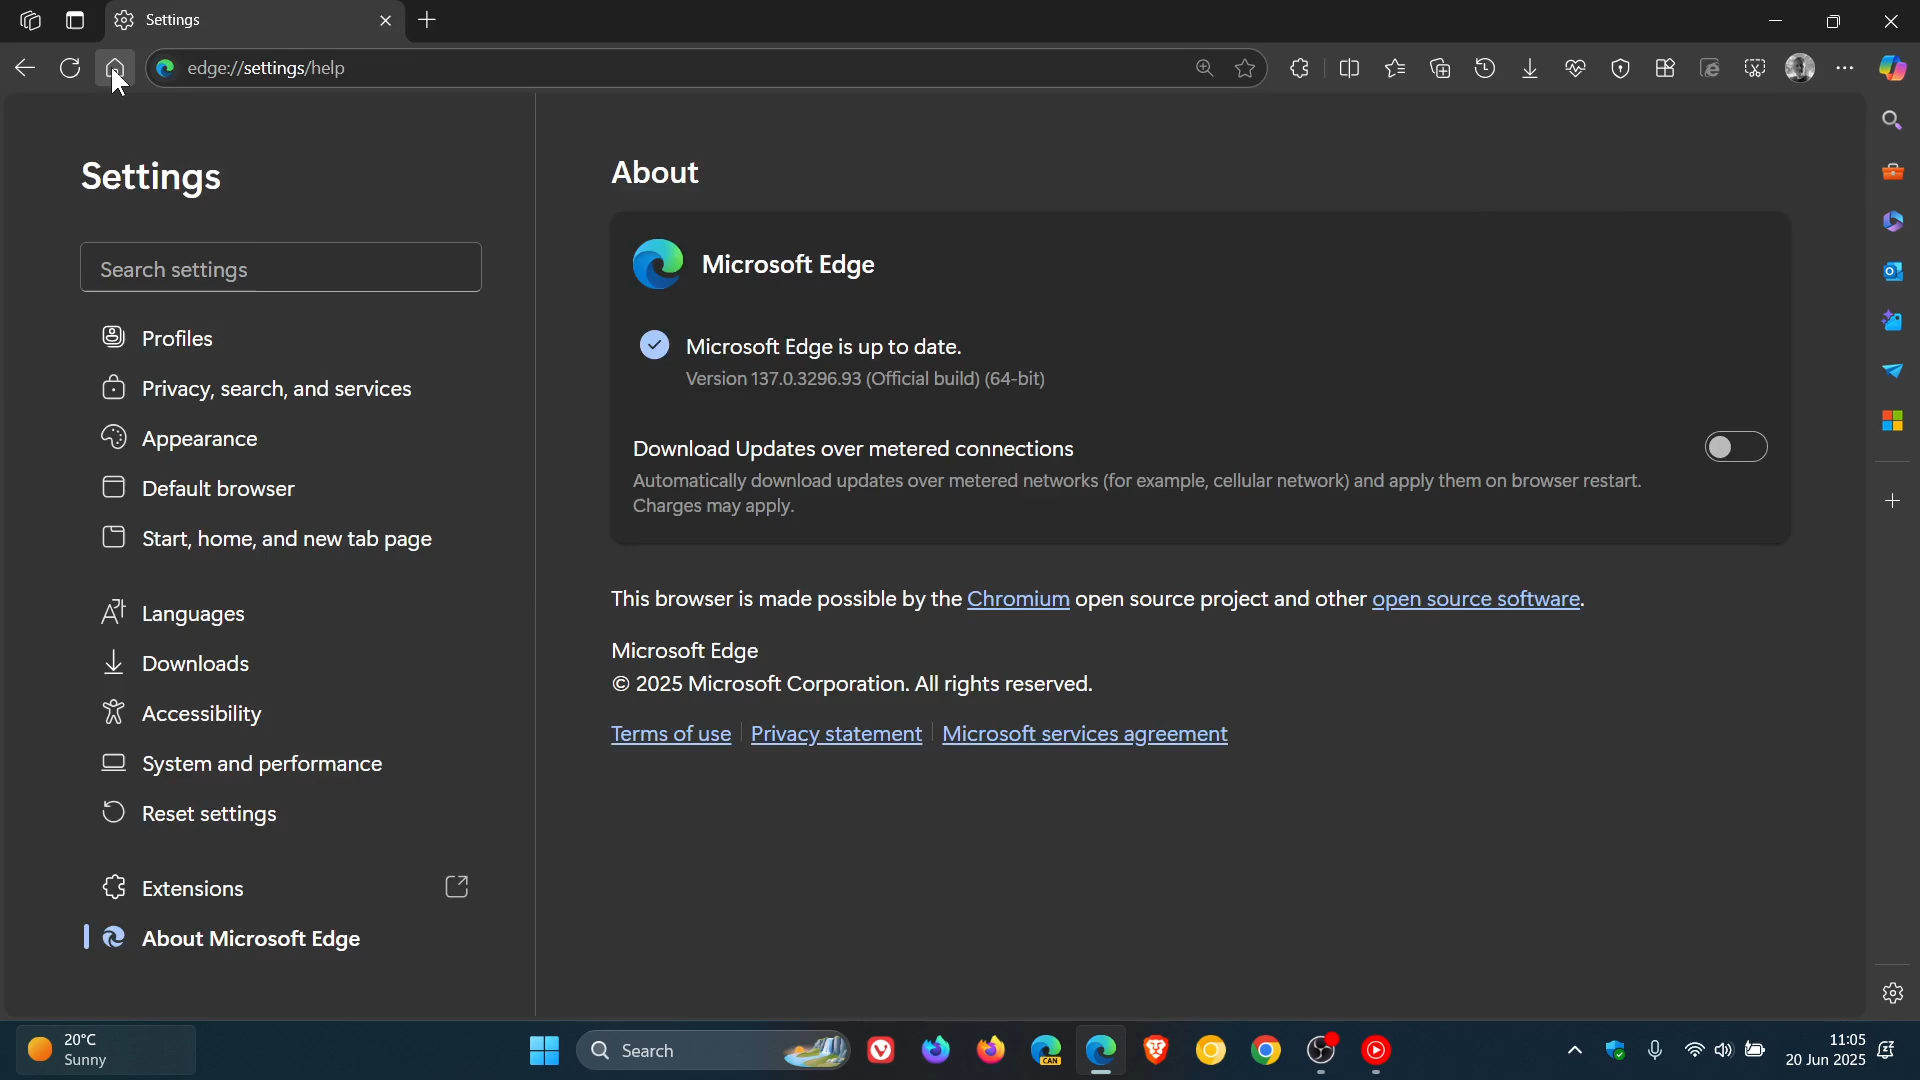 Settings
edge://settings/help
Settings
Search settings
Profiles
Privacy, search, and services
Appearance
Default browser
Start, home, and new tab page
Languages
Downloads
Accessibility
System and performance
Reset settings
Extensions
About Microsoft Edge
About
Microsoft Edge
Microsoft Edge is up to date.
Version 137.0.3296.93 (Official build) (64-bit)
Download Updates over metered connections
Automatically download updates over metered networks (for example, cellular network) and apply them on browser restart.
Charges may apply.
This browser is made possible by the Chromium open source project and other open source software.
Microsoft Edge
© 2025 Microsoft Corporation. All rights reserved.
Terms of use
Privacy statement
Microsoft services agreement
20°C
Sunny
Search
CAN
11:05
20 Jun 2025